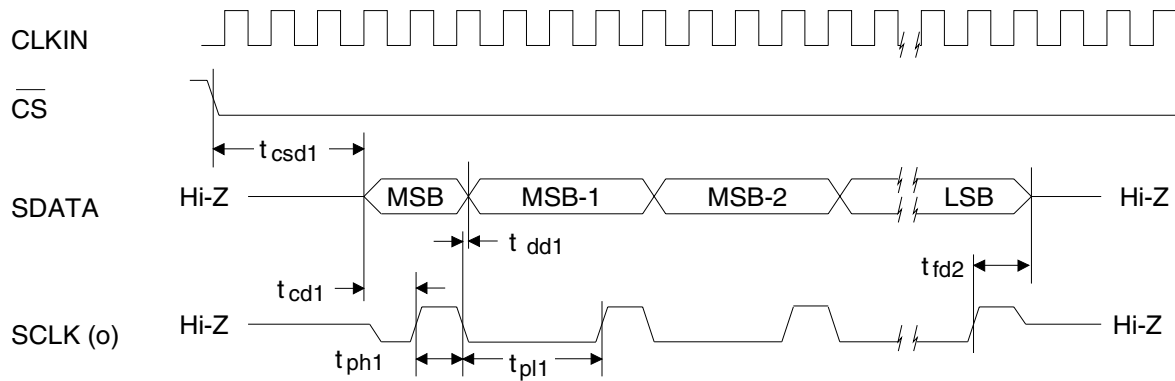 CLKIN
CS
t csd1
SDATA
Hi-Z
MSB
MSB-1
MSB-2
LSB
Hi-Z
t dd1
t fd2
t cd1
SCLK (o)
Hi-Z
Hi-Z
t ph1
t pl1